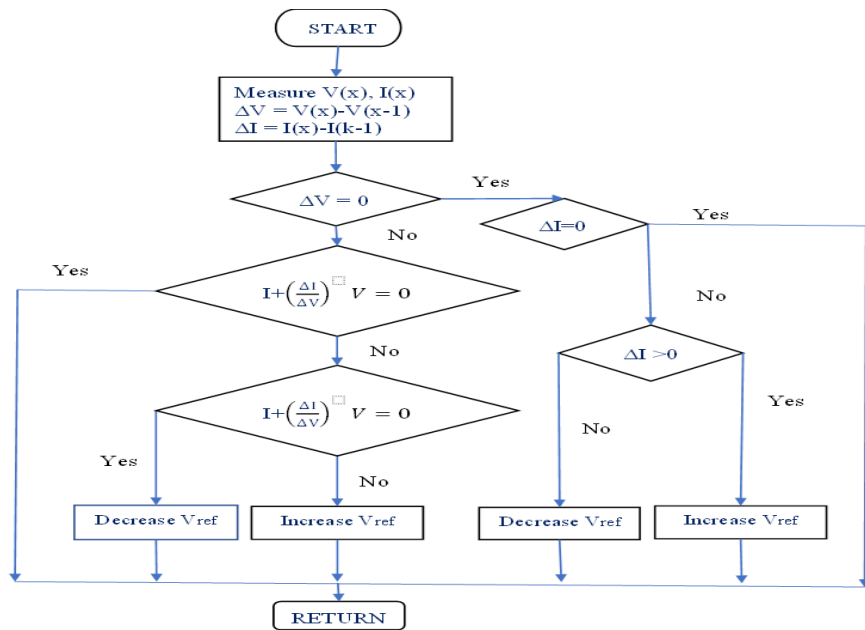 START
Measure V(x), I(x)
ΔV = V(x)-V(x-1)
ΔI = I(x)-I(k-1)
ΔV = 0
Yes
ΔI=0
Yes
No
Yes
I+(ΔI/ΔV) V = 0
No
No
ΔI >0
I+(ΔI/ΔV) V = 0
Yes
No
Yes
No
Decrease Vref
Increase Vref
Decrease Vref
Increase Vref
RETURN